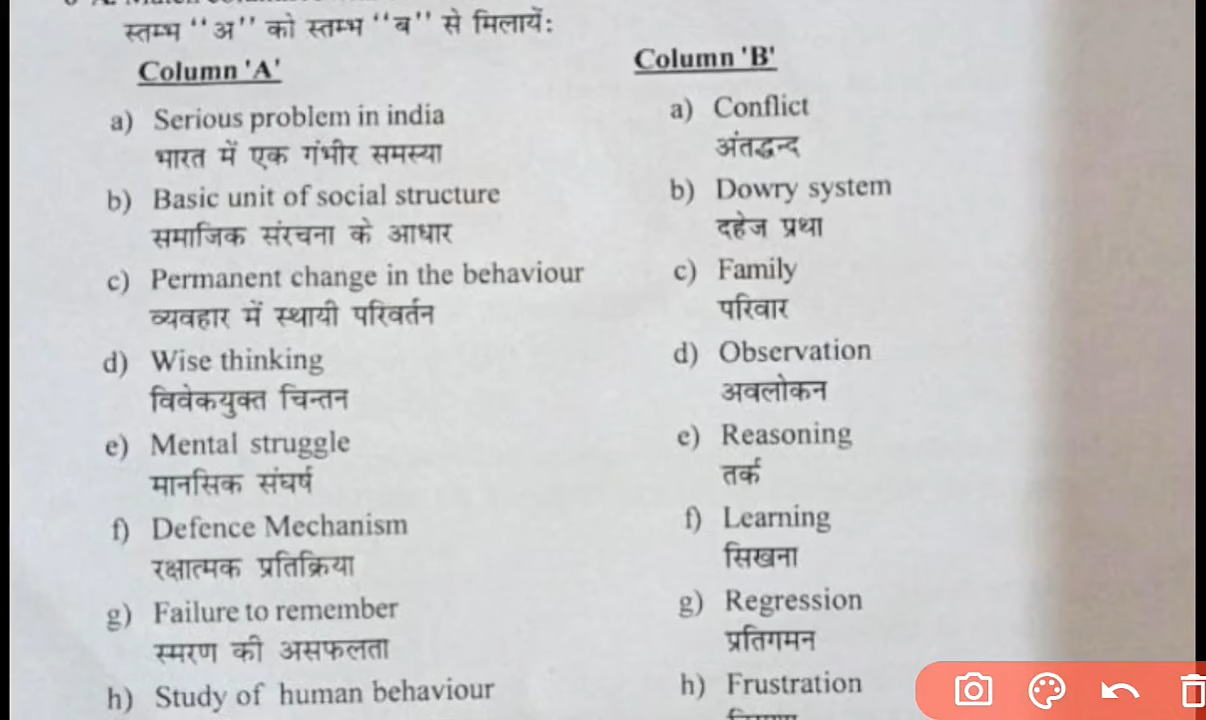 स्तम्भ ‘‘अ’’ को स्तम्भ ‘‘ब’’ से मिलायें:
Column 'A'
a) Serious problem in india
भारत में एक गंभीर समस्या
b) Basic unit of social structure
समाजिक संरचना के आधार
c) Permanent change in the behaviour
व्यवहार में स्थायी परिवर्तन
d) Wise thinking
विवेकयुक्त चिन्तन
e) Mental struggle
मानसिक संघर्ष
f) Defence Mechanism
रक्षात्मक प्रतिक्रिया
g) Failure to remember
स्मरण की असफलता
h) Study of human behaviour
Column 'B'
a) Conflict
अंतद्धन्द
b) Dowry system
दहेज प्रथा
c) Family
परिवार
d) Observation
अवलोकन
e) Reasoning
तर्क
f) Learning
सिखना
g) Regression
प्रतिगमन
h) Frustration